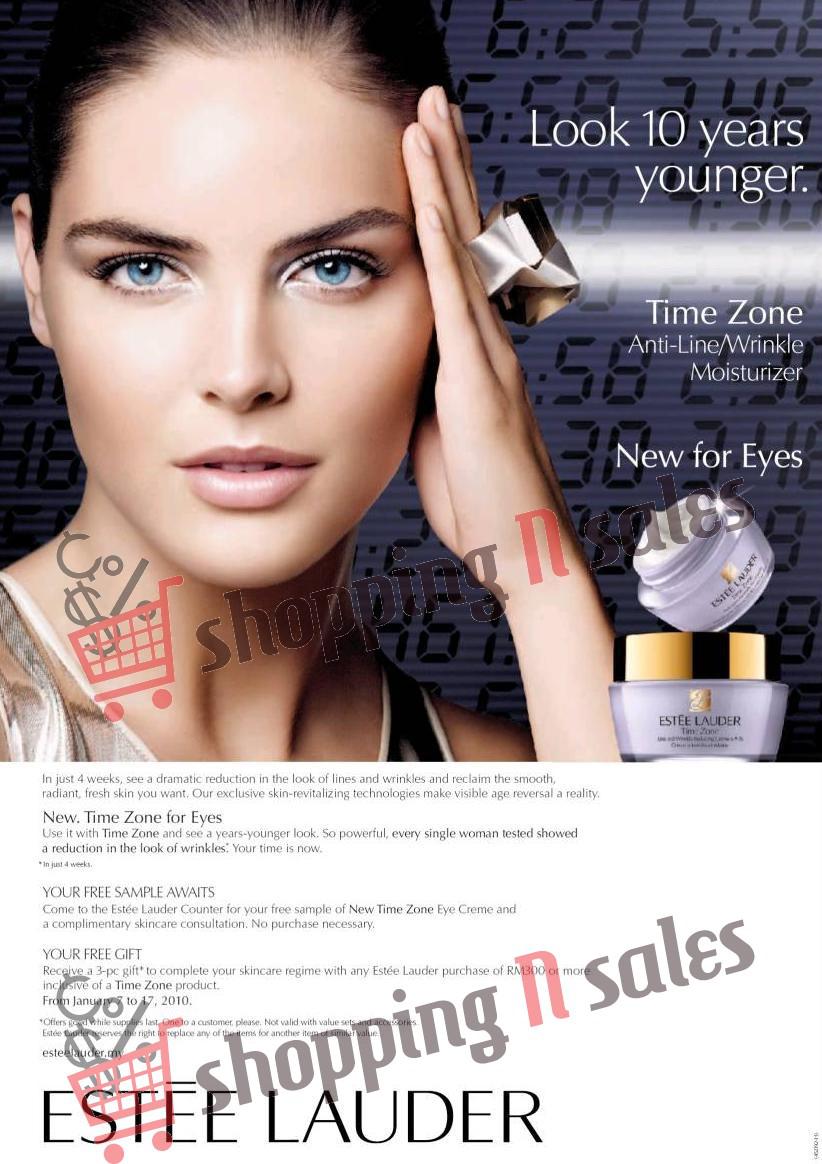 Look 10 years
younger.
Time Zone
Anti-Line/Wrinkle
Moisturizer
New for Eyes
ESTĒE LAUDER
Time Zone
ESTĒE LAUDER
Time Zone
shopping n sales
In just 4 weeks, see a dramatic reduction in the look of lines and wrinkles and reclaim the smooth,
radiant, fresh skin you want. Our exclusive skin-revitalizing technologies make visible age reversal a reality.
New. Time Zone for Eyes
Use it with Time Zone and see a years-younger look. So powerful, every single woman tested showed
a reduction in the look of wrinkles*. Your time is now.
* In just 4 weeks.
YOUR FREE SAMPLE AWAITS
Come to the Estée Lauder Counter for your free sample of New Time Zone Eye Creme and
a complimentary skincare consultation. No purchase necessary.
YOUR FREE GIFT
Receive a 3-pc gift* to complete your skincare regime with any Estée Lauder purchase of RM300 or more
inclusive of a Time Zone product.
From January 7 to 17, 2010.
*Offers good while supplies last. One to a customer, please. Not valid with value sets and accessories.
Estée Lauder reserves the right to replace any of the items for another item of similar value.
esteelauder.my
shopping n sales
ESTĒE LAUDER